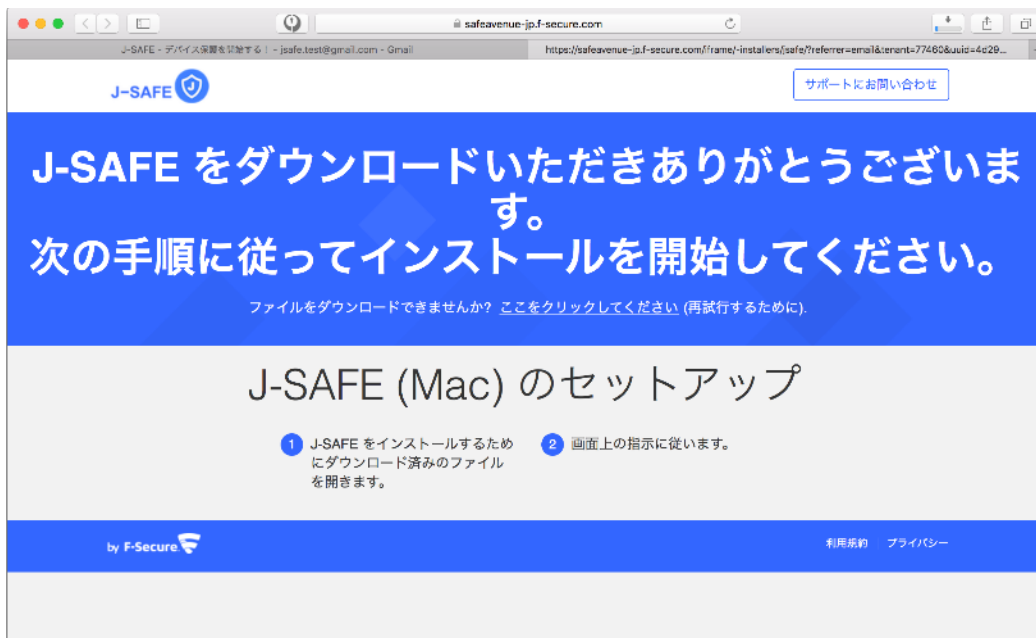 safeavenue-jp.f-secure.com
J-SAFE - デバイス保護を開始する！ - jsafe.test@gmail.com - Gmail
https://safeavenue-jp.f-secure.com/iframe/-installers/jsafe/?referrer=email&tenant=77460&uuid=4d29...
J-SAFE
サポートにお問い合わせ
J-SAFE をダウンロードいただきありがとうございま
す。
次の手順に従ってインストールを開始してください。
ファイルをダウンロードできませんか? ここをクリックしてください (再試行するために).
J-SAFE (Mac) のセットアップ
1 J-SAFE をインストールするため
にダウンロード済みのファイル
を開きます。
2 画面上の指示に従います。
by F-Secure.
利用規約 プライバシー